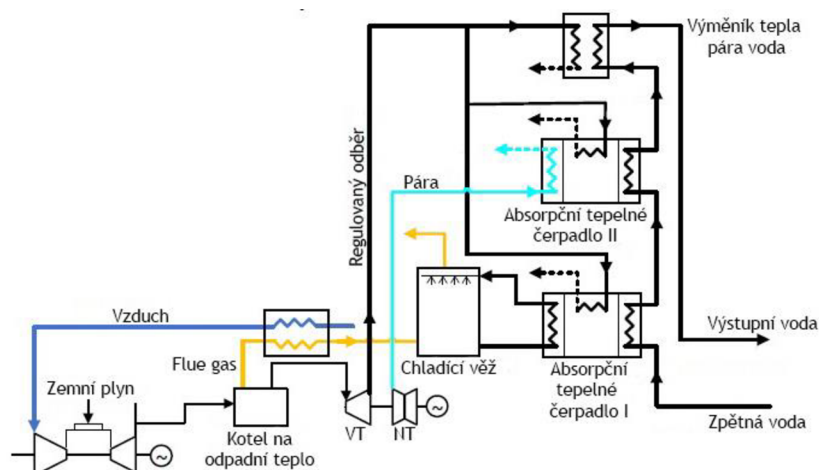 Výměník tepla
pára voda
Regulovaný odběr
Pára
Absorpční tepelné
čerpadlo II
Vzduch
Flue gas
Chladící věž
Výstupní voda
Zemní plyn
Absorpční
tepelné
čerpadlo I
Zpětná voda
Kotel na
odpadní teplo
VT
NT